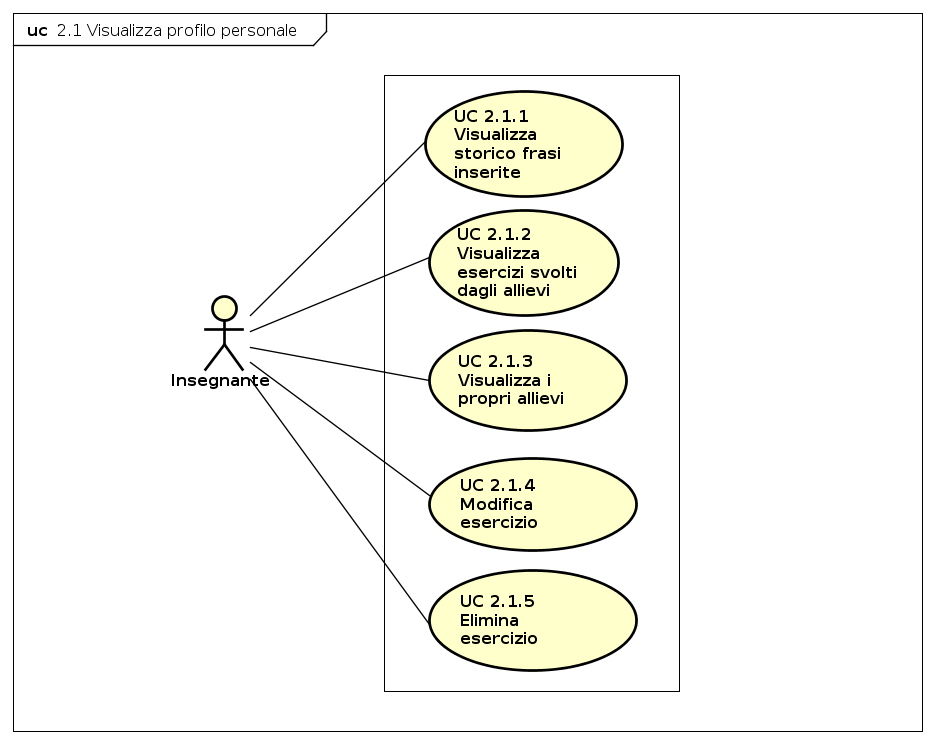 uc 2.1 Visualizza profilo personale
UC 2.1.1
Visualizza
storico frasi
inserite
UC 2.1.2
Visualizza
esercizi svolti
dagli allievi
Insegnante
UC 2.1.3
Visualizza i
propri allievi
UC 2.1.4
Modifica
esercizio
UC 2.1.5
Elimina
esercizio